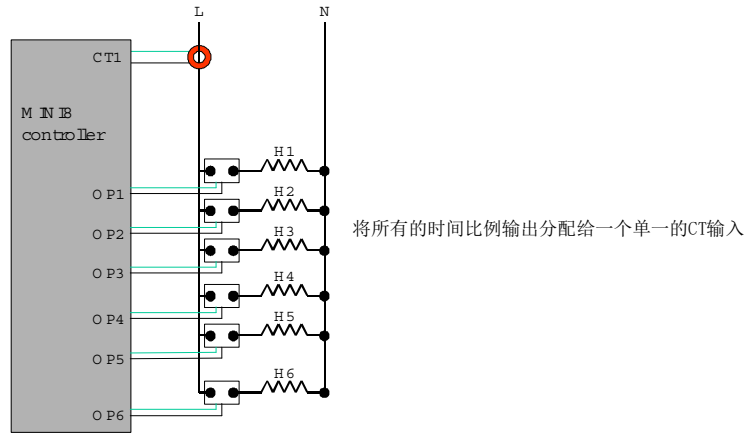 L N
CT1
MINI8
controller
H1
OP1
H2
OP2
H3
OP3
H4
OP4
H5
OP5
H6
OP6
将所有的时间比例输出分配给一个单一的CT输入